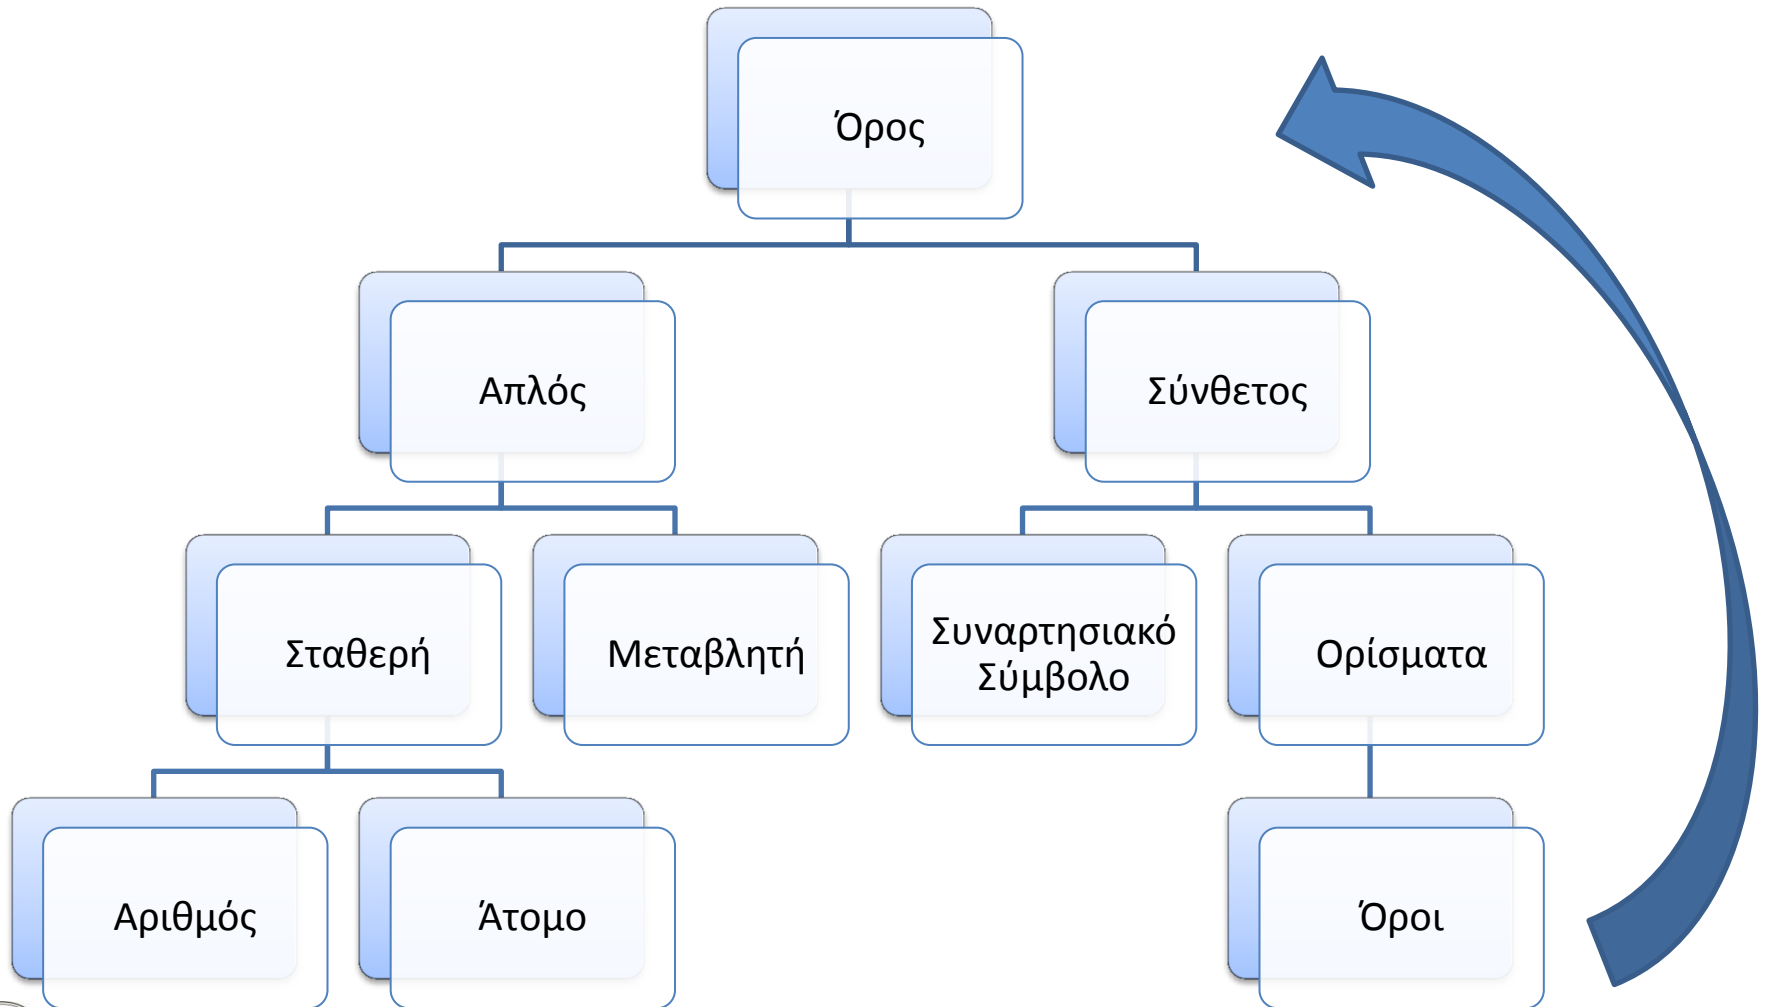 Όρος
Απλός
Σύνθετος
Σταθερή
Μεταβλητή
Συναρτησιακό
Σύμβολο
Ορίσματα
Αριθμός
Άτομο
Όροι